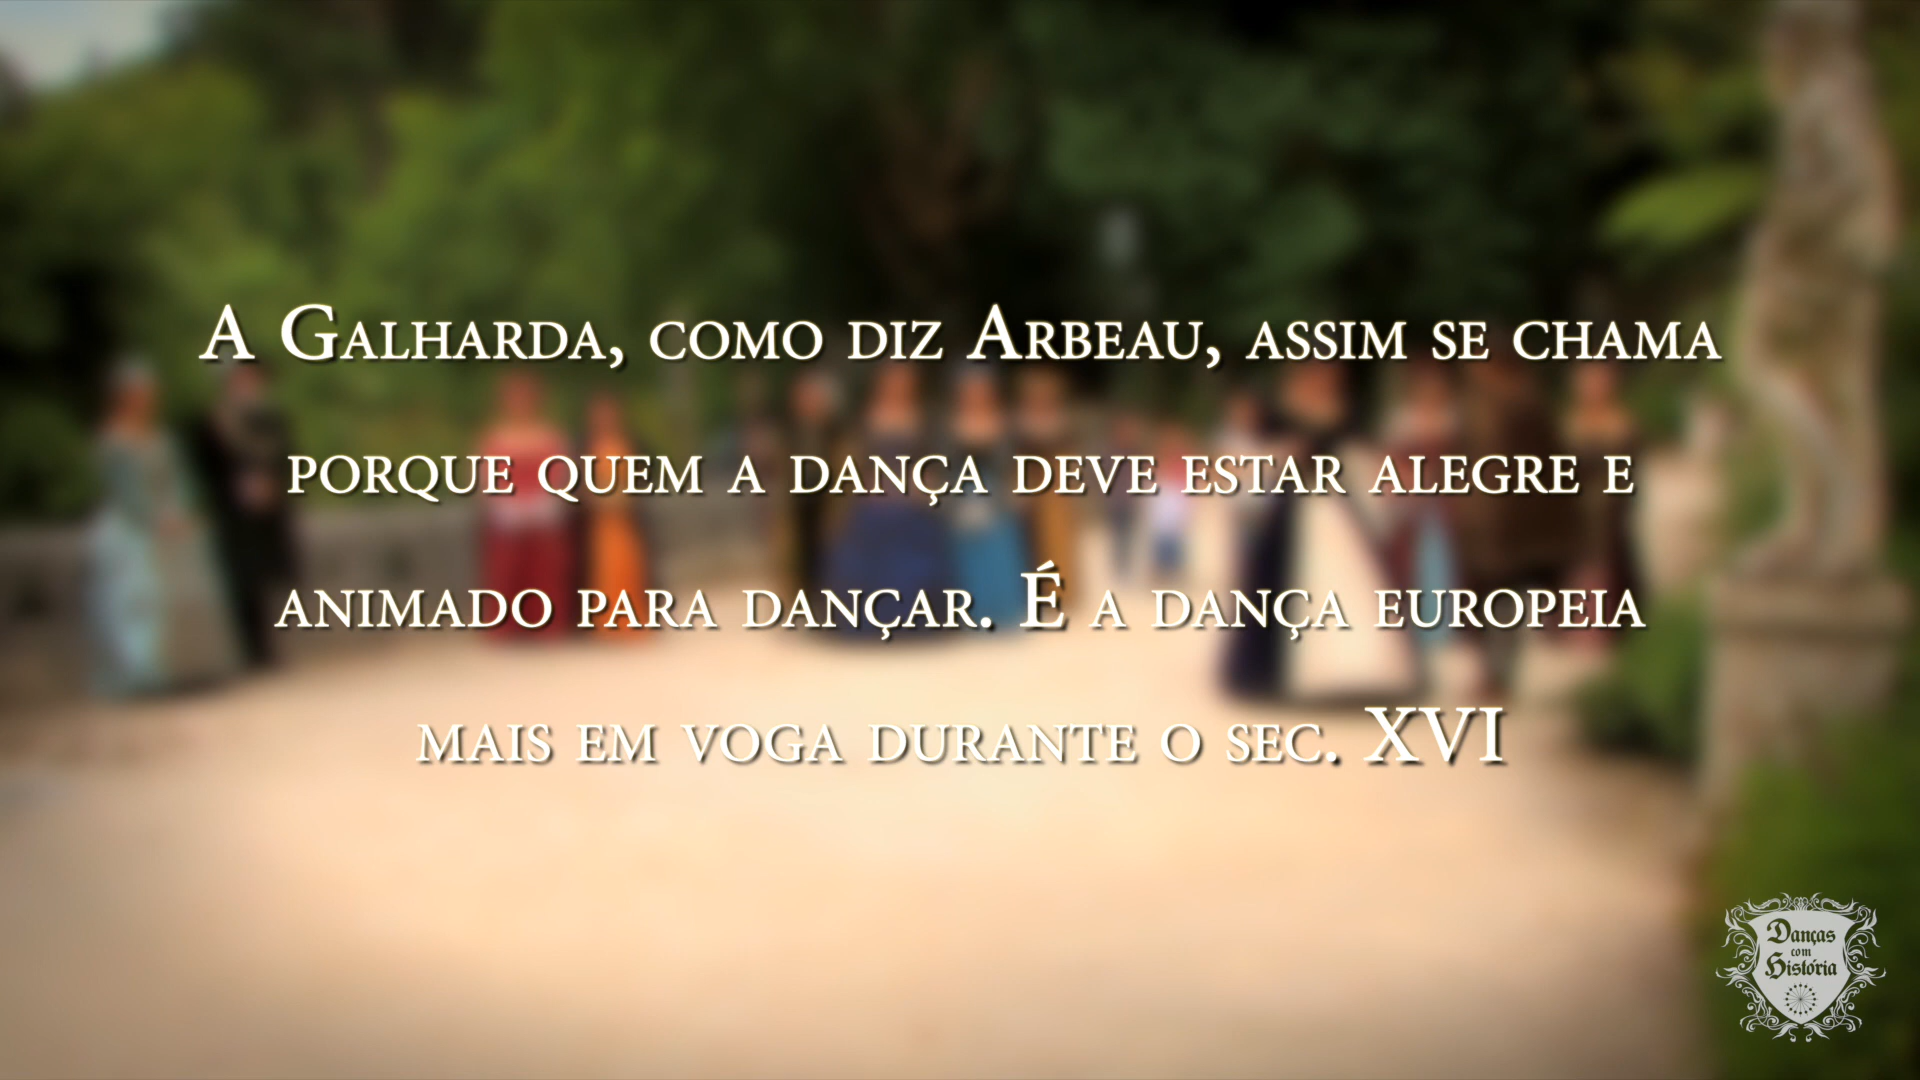 A Galharda, como diz Arbeau, assim se chama
porque quem a dança deve estar alegre e
animado para dançar. É a dança europeia
mais em voga durante o sec. XVI
Danças
com
História